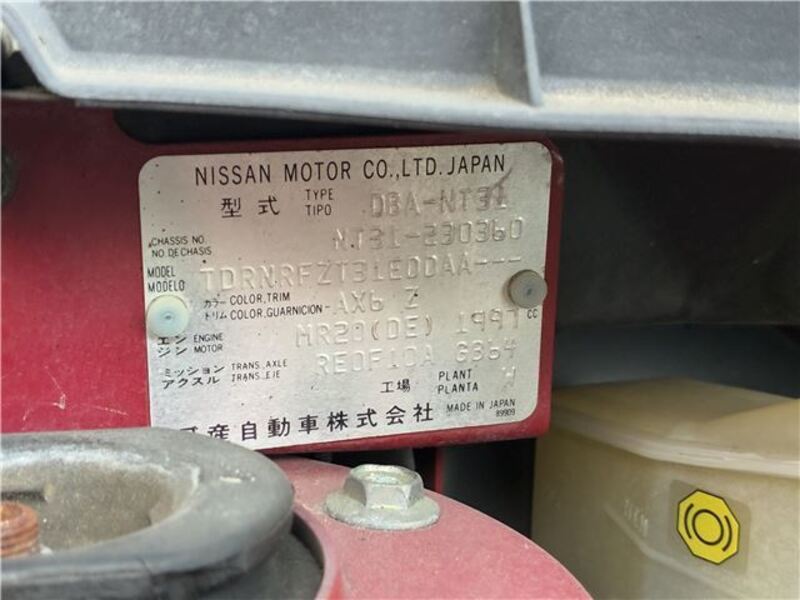 NISSAN MOTOR CO.,LTD. JAPAN
型式 TYPE TIPO DBA-NT31
CHASSIS NO. NO DE CHASIS NT31-230360
MODEL MODELO TDRNRFZT31EDDAA---
カラー COLOR,TRIM
トリム COLOR,GUARNICION AX6 Z
エンジン ENGINE MOTOR MR20(DE) 1997 CC
ミッション アクスル TRANS.,AXLE TRANS.,EJE RE0F10A G364
工場 PLANT PLANTA W
産自動車株式会社 MADE IN JAPAN
89909